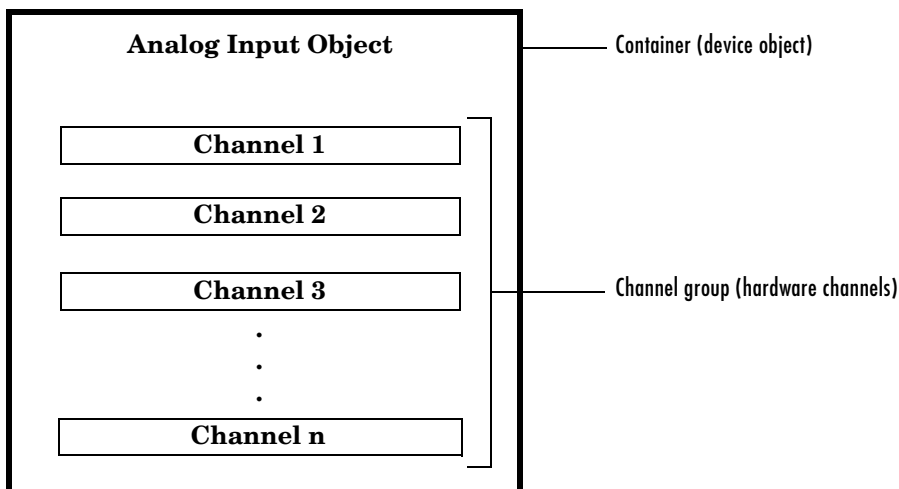 Analog Input Object
Container (device object)
Channel 1
Channel 2
Channel 3
Channel group (hardware channels)
.
.
.
Channel n